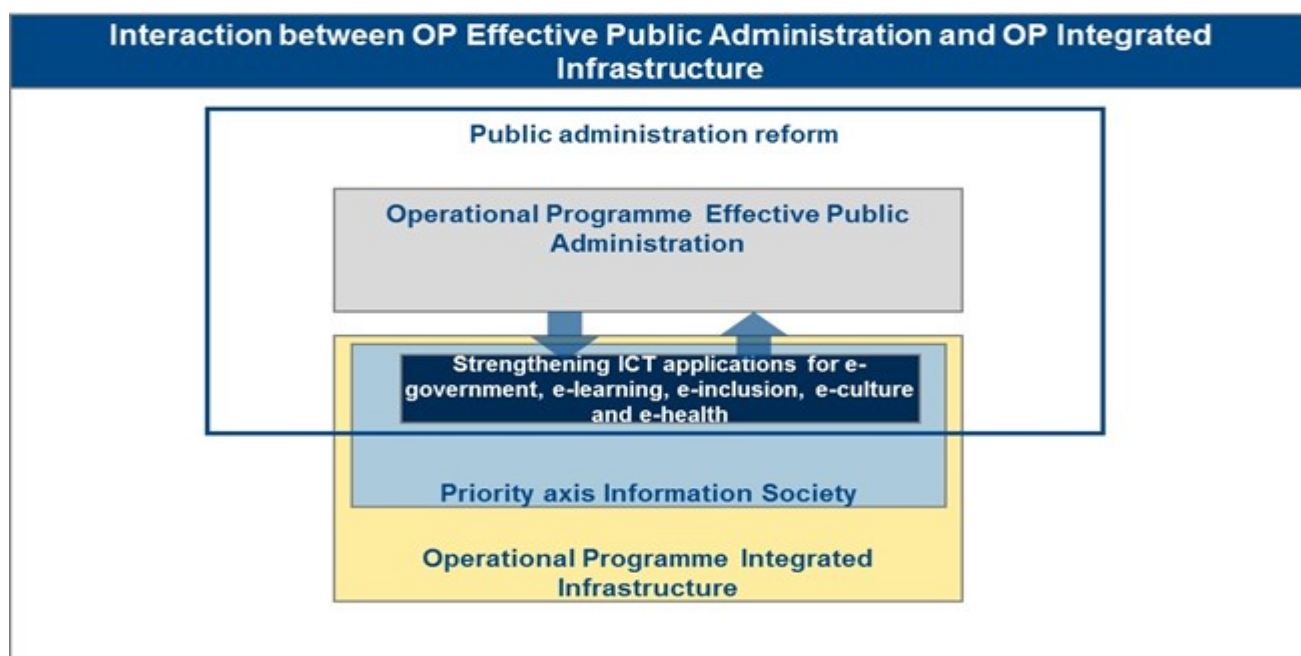 Interaction between OP Effective Public Administration and OP Integrated
Infrastructure
Public administration reform
Operational Programme Effective Public
Administration
Strengthening ICT applications for e-
government, e-learning, e-inclusion, e-culture
and e-health
Priority axis Information Society
Operational Programme Integrated
Infrastructure